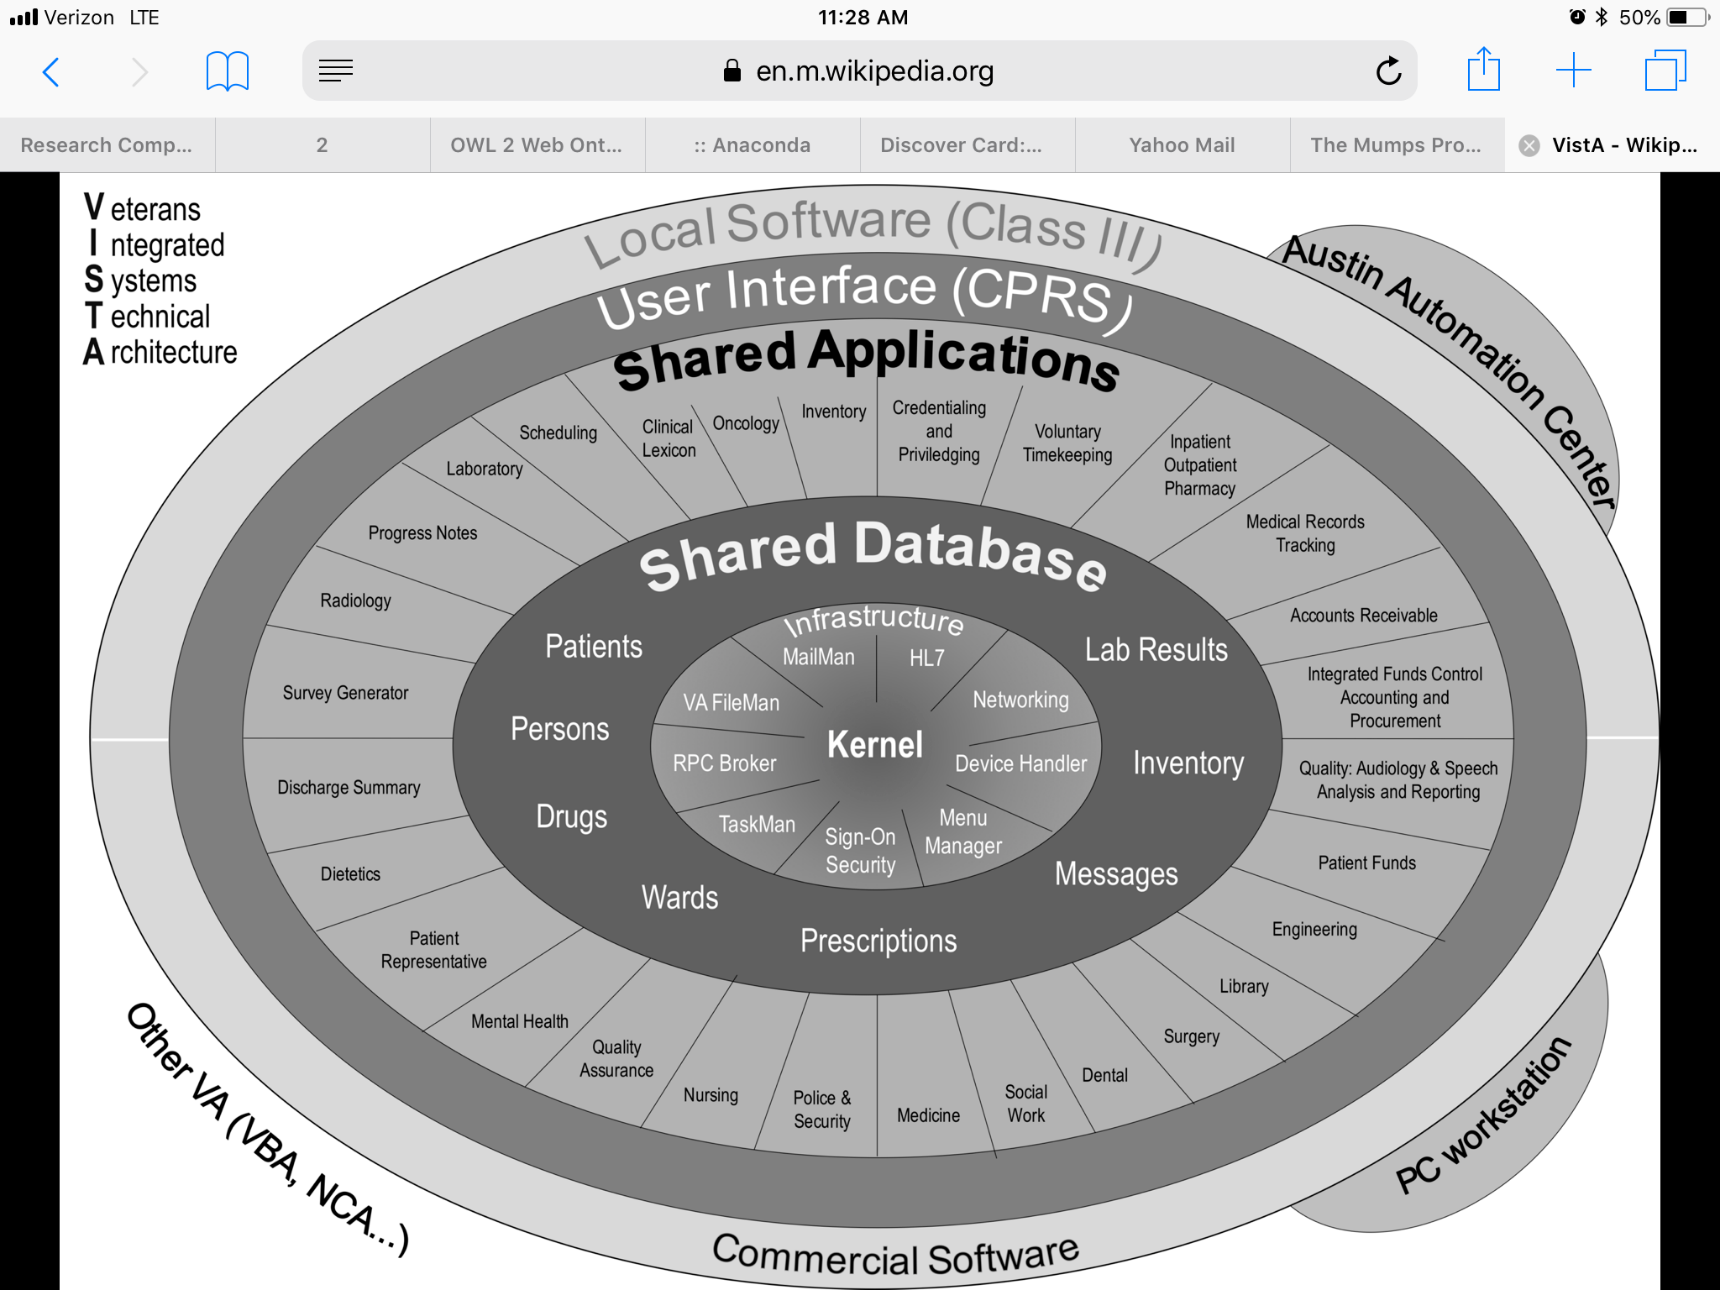 Verizon LTE
11:28 AM
50%
en.m.wikipedia.org
Research Comp...
2
OWL 2 Web Ont...
:: Anaconda
Discover Card:...
Yahoo Mail
The Mumps Pro...
VistA - Wikip...
Veterans
Integrated
Systems
Technical
Architecture
Local Software (Class III)
User Interface (CPRS)
Shared Applications
Scheduling
Clinical
Lexicon
Oncology
Inventory
Credentialing
and
Priviledging
Voluntary
Timekeeping
Inpatient
Outpatient
Pharmacy
Medical Records
Tracking
Accounts Receivable
Integrated Funds Control
Accounting and
Procurement
Quality: Audiology & Speech
Analysis and Reporting
Patient Funds
Engineering
Library
Surgery
Dental
Social
Work
Medicine
Police &
Security
Nursing
Quality
Assurance
Mental Health
Patient
Representative
Dietetics
Discharge Summary
Survey Generator
Radiology
Progress Notes
Laboratory
Shared Database
Patients
Persons
Drugs
Wards
Prescriptions
Messages
Inventory
Lab Results
Infrastructure
MailMan
HL7
Networking
Device Handler
Menu
Manager
Sign-On
Security
TaskMan
RPC Broker
VA FileMan
Kernel
Austin Automation Center
PC workstation
Other VA (VBA, NCA...)
Commercial Software